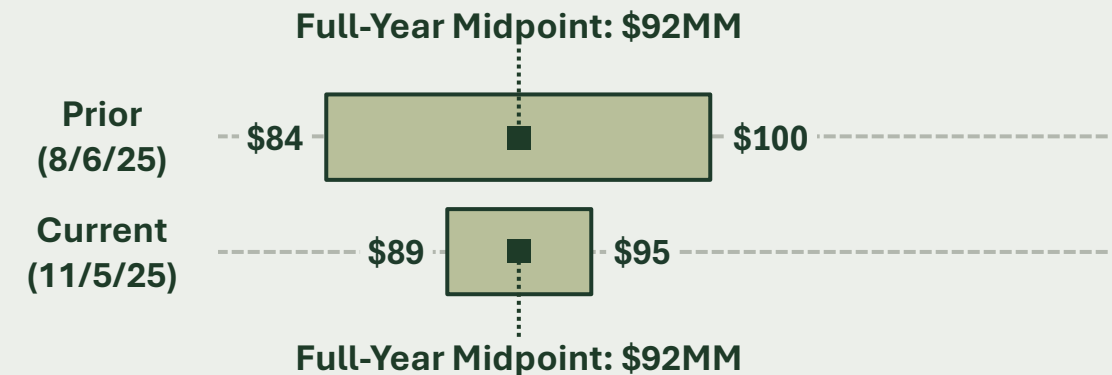 Full-Year Midpoint: $92MM
Prior
(8/6/25)
$84
$100
Current
(11/5/25)
$89
$95
Full-Year Midpoint: $92MM